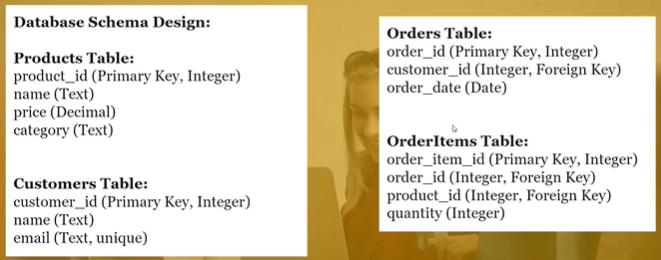 Database Schema Design:
Products Table:
product_id (Primary Key, Integer)
name (Text)
price (Decimal)
category (Text)
Customers Table:
customer_id (Primary Key, Integer)
name (Text)
email (Text, unique)
Orders Table:
order_id (Primary Key, Integer)
customer_id (Integer, Foreign Key)
order_date (Date)
OrderItems Table:
order_item_id (Primary Key, Integer)
order_id (Integer, Foreign Key)
product_id (Integer, Foreign Key)
quantity (Integer)